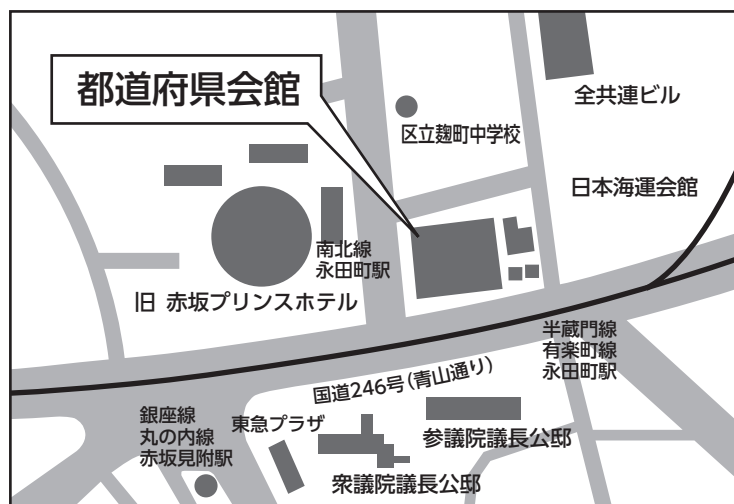 都道府県会館
全共連ビル
区立麹町中学校
日本海運会館
南北線
永田町駅
旧 赤坂プリンスホテル
半蔵門線
有楽町線
永田町駅
国道246号(青山通り)
銀座線
丸の内線
赤坂見附駅
東急プラザ
参議院議長公邸
衆議院議長公邸